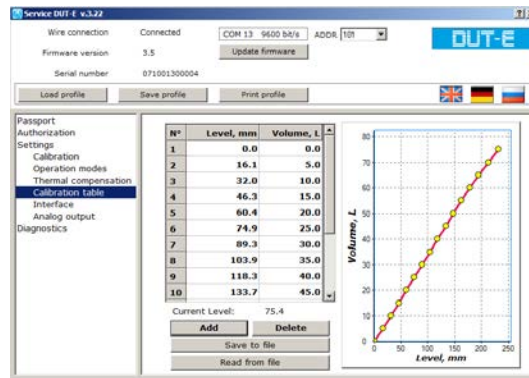 Service DUT-E v.3.22
Wire connection Connected COM 13 9600 bit/s ADDR 101
Firmware version 3.5 Update firmware
Serial number 071001300004
DUT-E
Load profile Save profile Print profile
Passport
Authorization
Settings
Calibration
Operation modes
Thermal compensation
Calibration table
Interface
Analog output
Diagnostics
N° Level, mm Volume, L
1 0.0 0.0
2 16.1 5.0
3 32.0 10.0
4 46.3 15.0
5 60.4 20.0
6 74.9 25.0
7 89.3 30.0
8 103.9 35.0
9 118.3 40.0
10 133.7 45.0
Current Level: 75.4
Add Delete
Save to file
Read from file
Volume, L
80
70
60
50
40
30
20
10
0
0 50 100 150 200 250
Level, mm